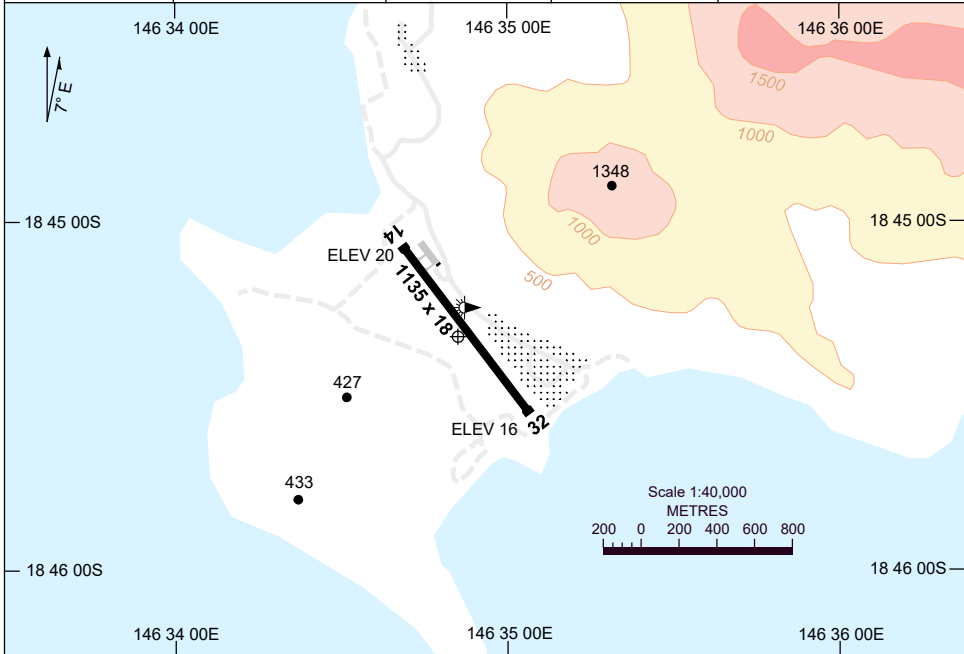 146 34 00E
146 35 00E
146 36 00E
7° E
1500
1000
1348
18 45 00S
18 45 00S
1000
14
ELEV 20
500
1135 x 18
427
ELEV 16
32
433
Scale 1:40,000
METRES
200 0 200 400 600 800
18 46 00S
18 46 00S
146 34 00E
146 35 00E
146 36 00E